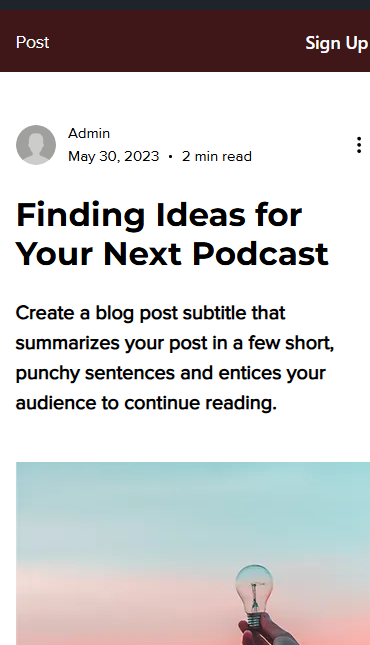 Post
Sign Up
Admin
May 30, 2023 • 2 min read
Finding Ideas for
Your Next Podcast
Create a blog post subtitle that
summarizes your post in a few short,
punchy sentences and entices your
audience to continue reading.